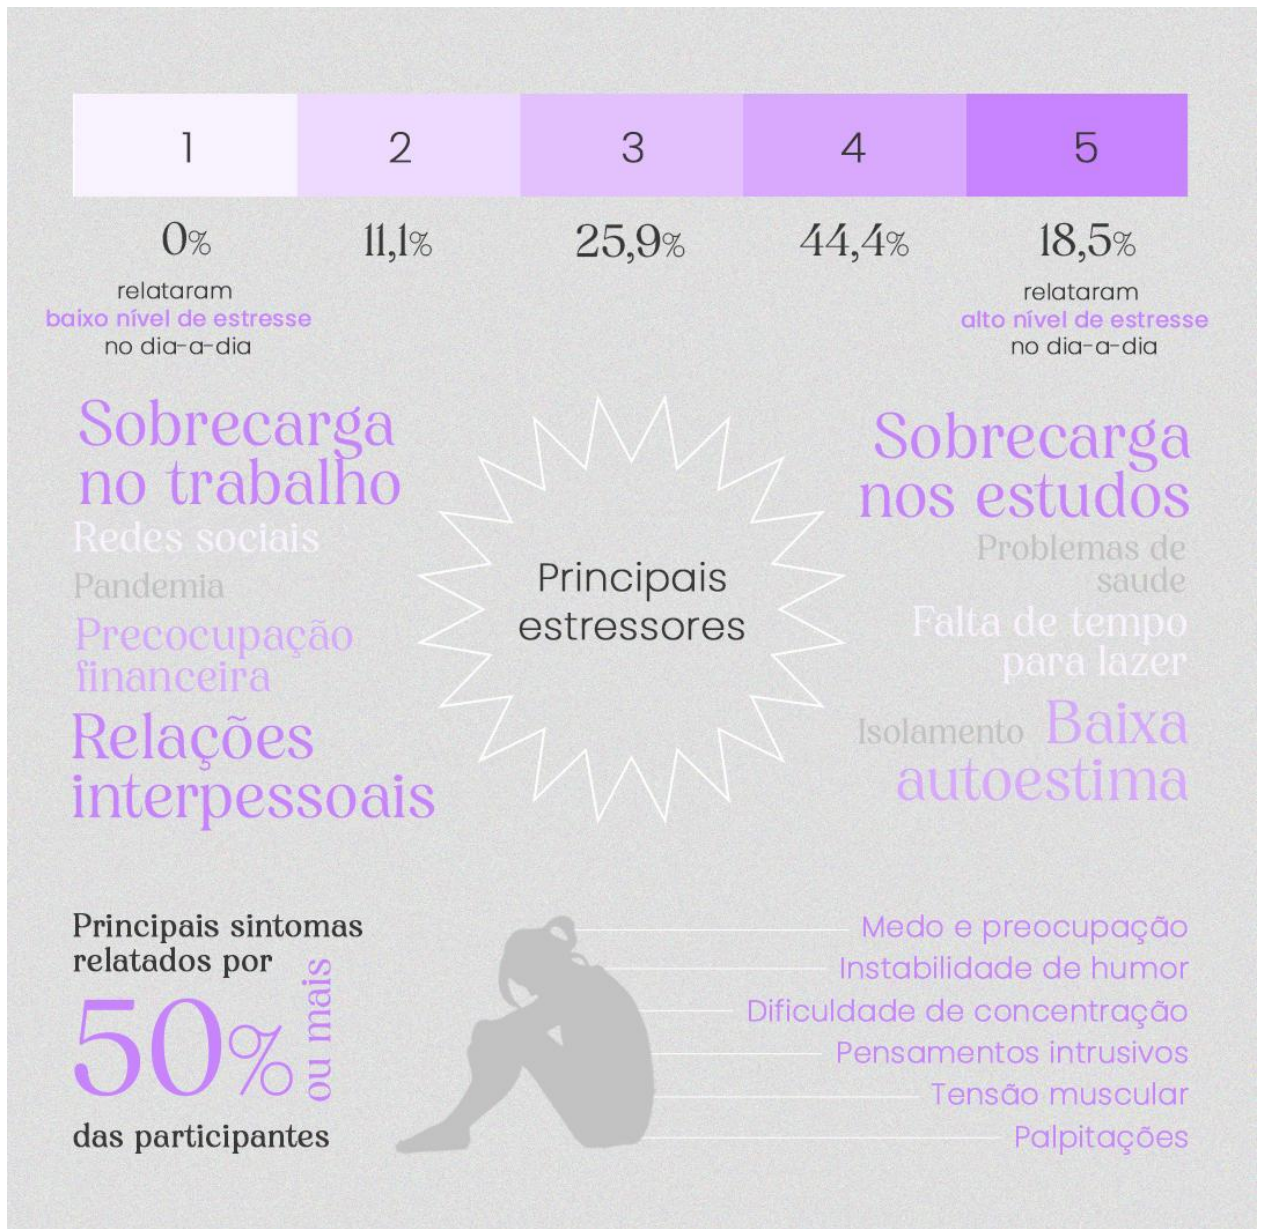 1 2 3 4 5
0% 11,1% 25,9% 44,4% 18,5%
relataram
baixo nível de estresse
no dia-a-dia
relataram
alto nível de estresse
no dia-a-dia
Sobrecarga
no trabalho
Redes sociais
Pandemia
Precocupação
financeira
Relações
interpessoais
Principais
estressores
Sobrecarga
nos estudos
Problemas de
saude
Falta de tempo
para lazer
Isolamento Baixa
autoestima
Principais sintomas
relatados por
50% ou mais
das participantes
Medo e preocupação
Instabilidade de humor
Dificuldade de concentração
Pensamentos intrusivos
Tensão muscular
Palpitações